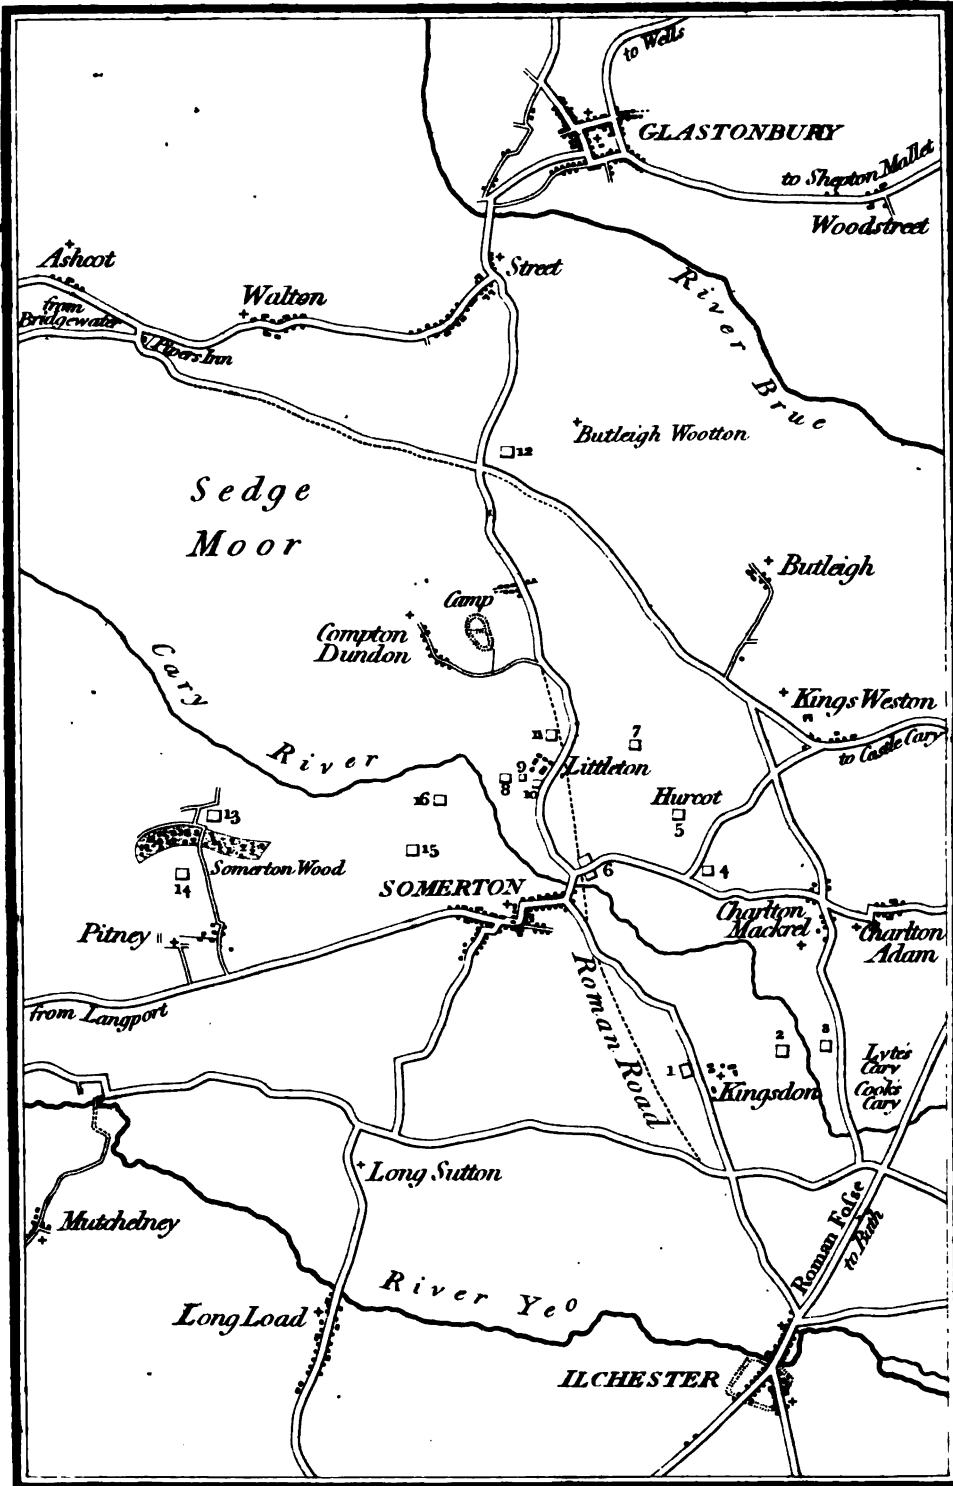 to Wells
GLASTONBURY
to Shepton Mallet
Woodstreet
Ashcot
Street
Walton
from
Bridgewater
Pipers Inn
River Brue
Butleigh Wootton
12
Sedge
Moor
Butleigh
Camp
Compton
Dundon
Cary
River
Kings Weston
to Castle Cary
11
7
9
Littleton
8
10
16
Hurcot
5
13
15
Somerton Wood
14
6
4
SOMERTON
Charlton
Mackrel
Charlton
Adam
Pitney
from Langport
Roman Road
2
3
Lyte's
Cary
Cook's
Cary
1
Kingsdon
Long Sutton
Mutchelney
Roman Fosse
to Bath
River Yeo
Long Load
ILCHESTER